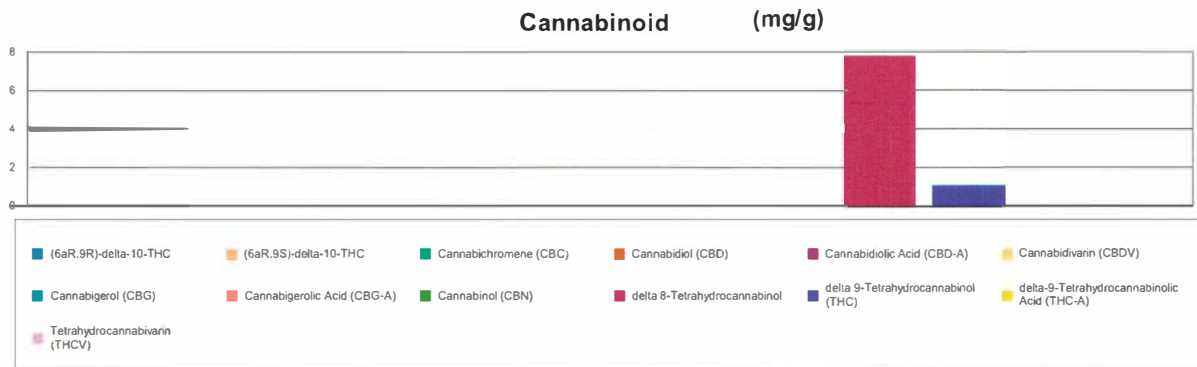 Cannabinoid (mg/g)
8
6
4
2
0
(6aR.9R)-delta-10-THC
(6aR.9S)-delta-10-THC
Cannabichromene (CBC)
Cannabidiol (CBD)
Cannabidiolic Acid (CBD-A)
Cannabidivarin (CBDV)
Cannabigerol (CBG)
Cannabigerolic Acid (CBG-A)
Cannabinol (CBN)
delta 8-Tetrahydrocannabinol
delta 9-Tetrahydrocannabinol
(THC)
delta-9-Tetrahydrocannabinolic
Acid (THC-A)
Tetrahydrocannabivarin
(THCV)